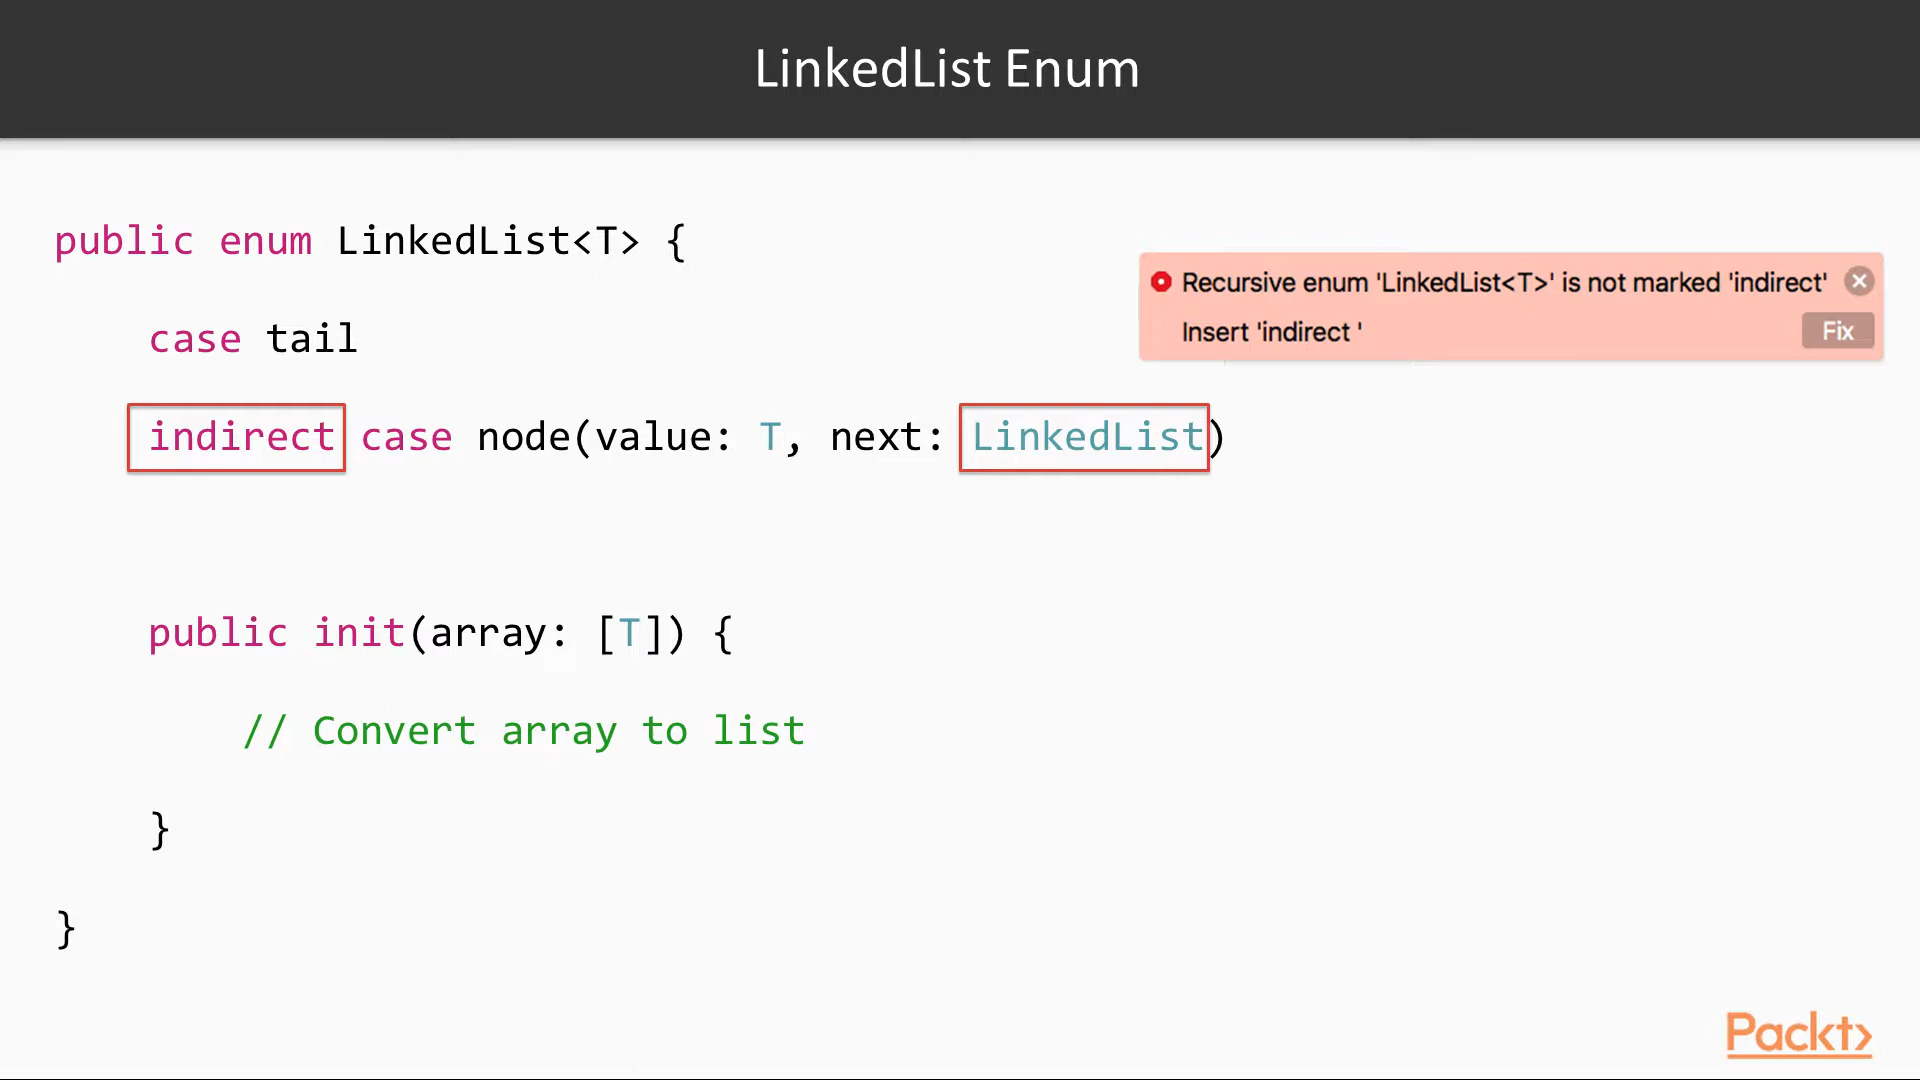 LinkedList Enum
public enum LinkedList<T> {
Recursive enum 'LinkedList<T>' is not marked 'indirect'
Insert 'indirect '
Fix
case tail
indirect case node(value: T, next: LinkedList)
public init(array: [T]) {
// Convert array to list
}
}
Packt>